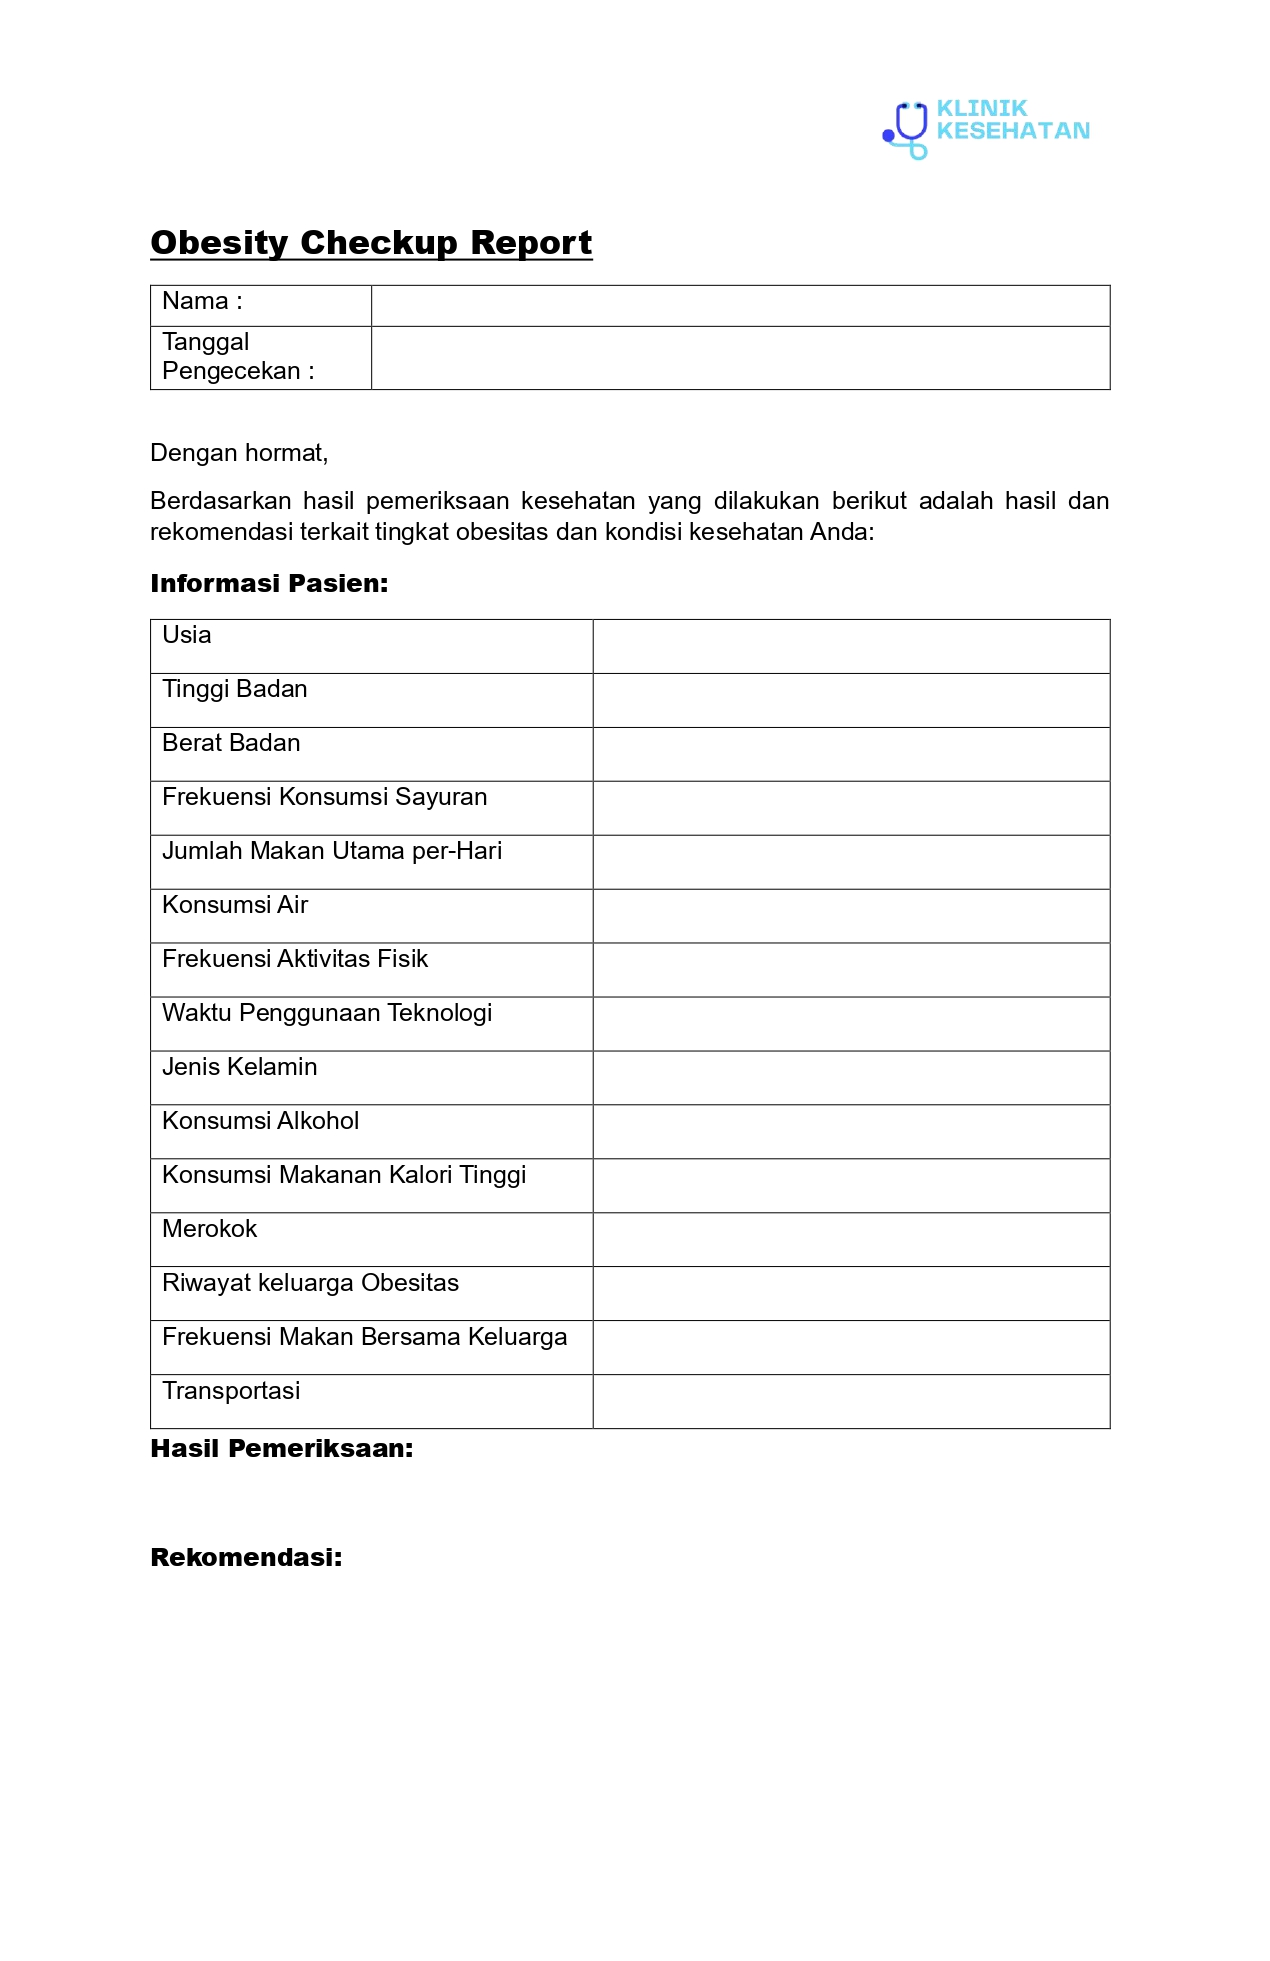 KLINIK
KESEHATAN
Obesity Checkup Report
Nama :
Tanggal
Pengecekan :
Dengan hormat,
Berdasarkan hasil pemeriksaan kesehatan yang dilakukan berikut adalah hasil dan
rekomendasi terkait tingkat obesitas dan kondisi kesehatan Anda:
Informasi Pasien:
Usia
Tinggi Badan
Berat Badan
Frekuensi Konsumsi Sayuran
Jumlah Makan Utama per-Hari
Konsumsi Air
Frekuensi Aktivitas Fisik
Waktu Penggunaan Teknologi
Jenis Kelamin
Konsumsi Alkohol
Konsumsi Makanan Kalori Tinggi
Merokok
Riwayat keluarga Obesitas
Frekuensi Makan Bersama Keluarga
Transportasi
Hasil Pemeriksaan:
Rekomendasi: